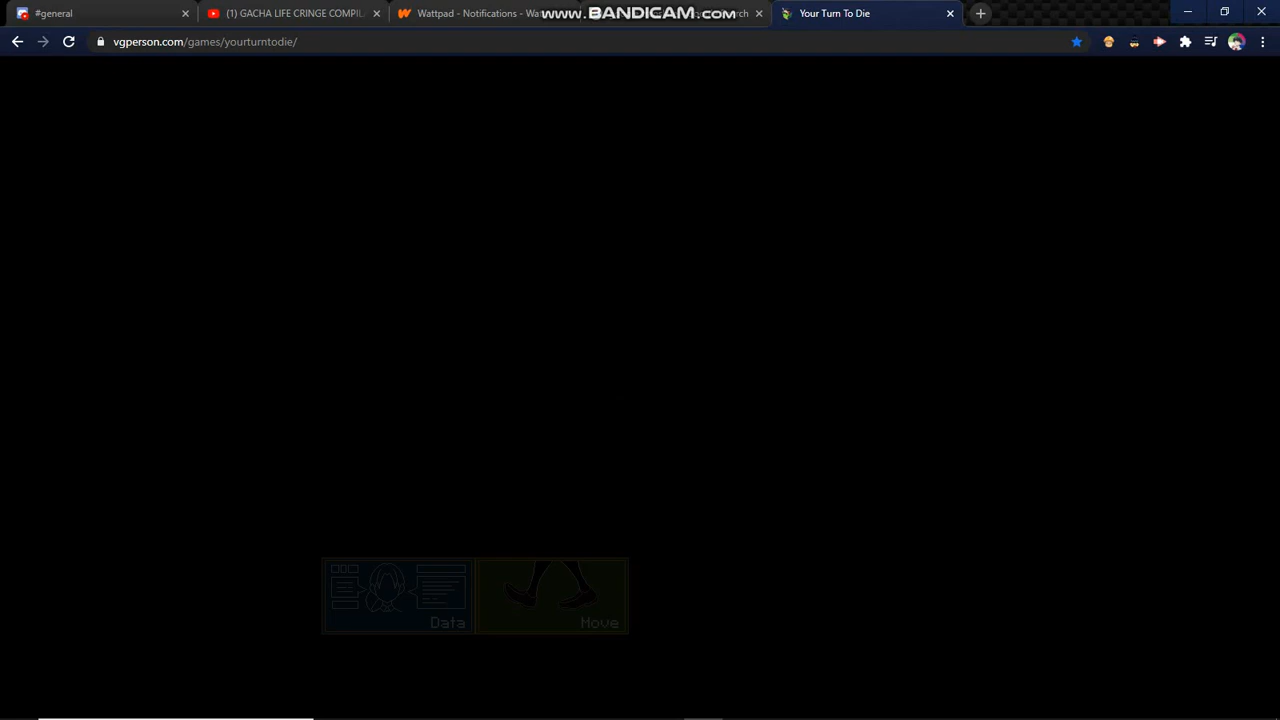 #general
(1) GACHA LIFE CRINGE COMPIL
Wattpad - Notifications - Wa
www.BANDICAM.com
rch
Your Turn To Die
vgperson.com/games/yourturntodie/
Data
Move